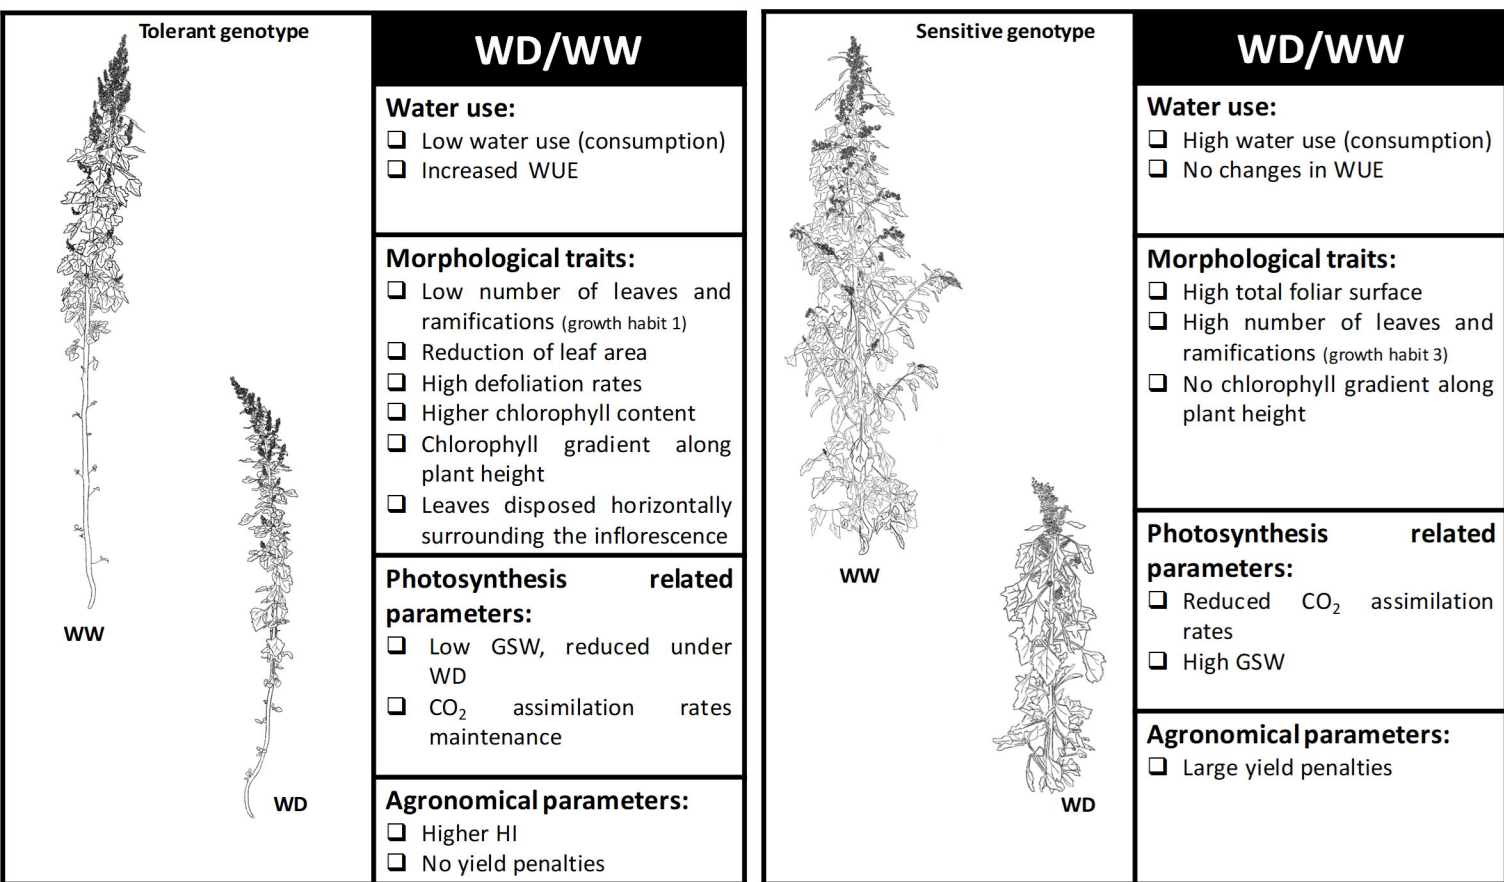 Tolerant genotype
WW
WD
WD/WW
Water use:
❑ Low water use (consumption)
❑ Increased WUE
Morphological traits:
❑ Low number of leaves and
ramifications (growth habit 1)
❑ Reduction of leaf area
❑ High defoliation rates
❑ Higher chlorophyll content
❑ Chlorophyll gradient along
plant height
❑ Leaves disposed horizontally
surrounding the inflorescence
Photosynthesis related
parameters:
❑ Low GSW, reduced under
WD
❑ CO₂ assimilation rates
maintenance
Agronomical parameters:
❑ Higher HI
❑ No yield penalties
Sensitive genotype
WW
WD
WD/WW
Water use:
❑ High water use (consumption)
❑ No changes in WUE
Morphological traits:
❑ High total foliar surface
❑ High number of leaves and
ramifications (growth habit 3)
❑ No chlorophyll gradient along
plant height
Photosynthesis related
parameters:
❑ Reduced CO₂ assimilation
rates
❑ High GSW
Agronomical parameters:
❑ Large yield penalties